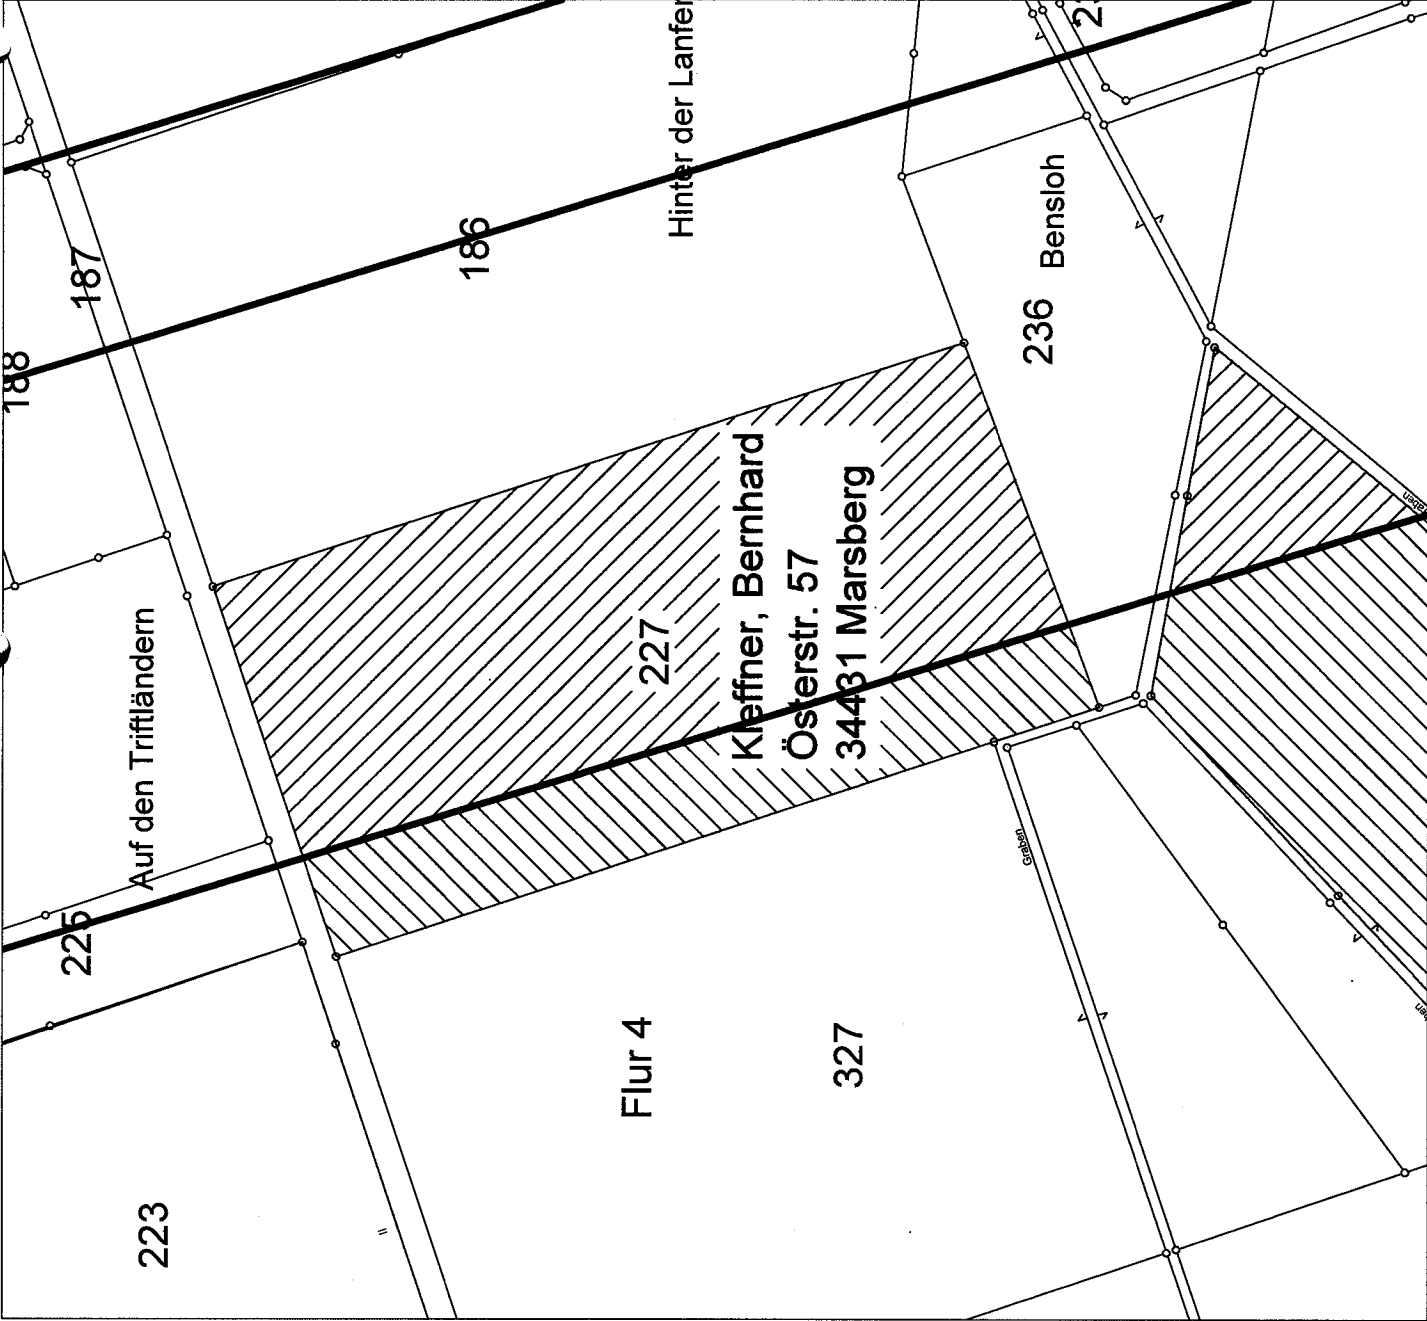 188
187
225
Auf den Triftländern
223
186
Hinter der Lanfer
227
Kleffner, Bernhard
Österstr. 57
34431 Marsberg
Flur 4
327
236
Bensloh
Graben